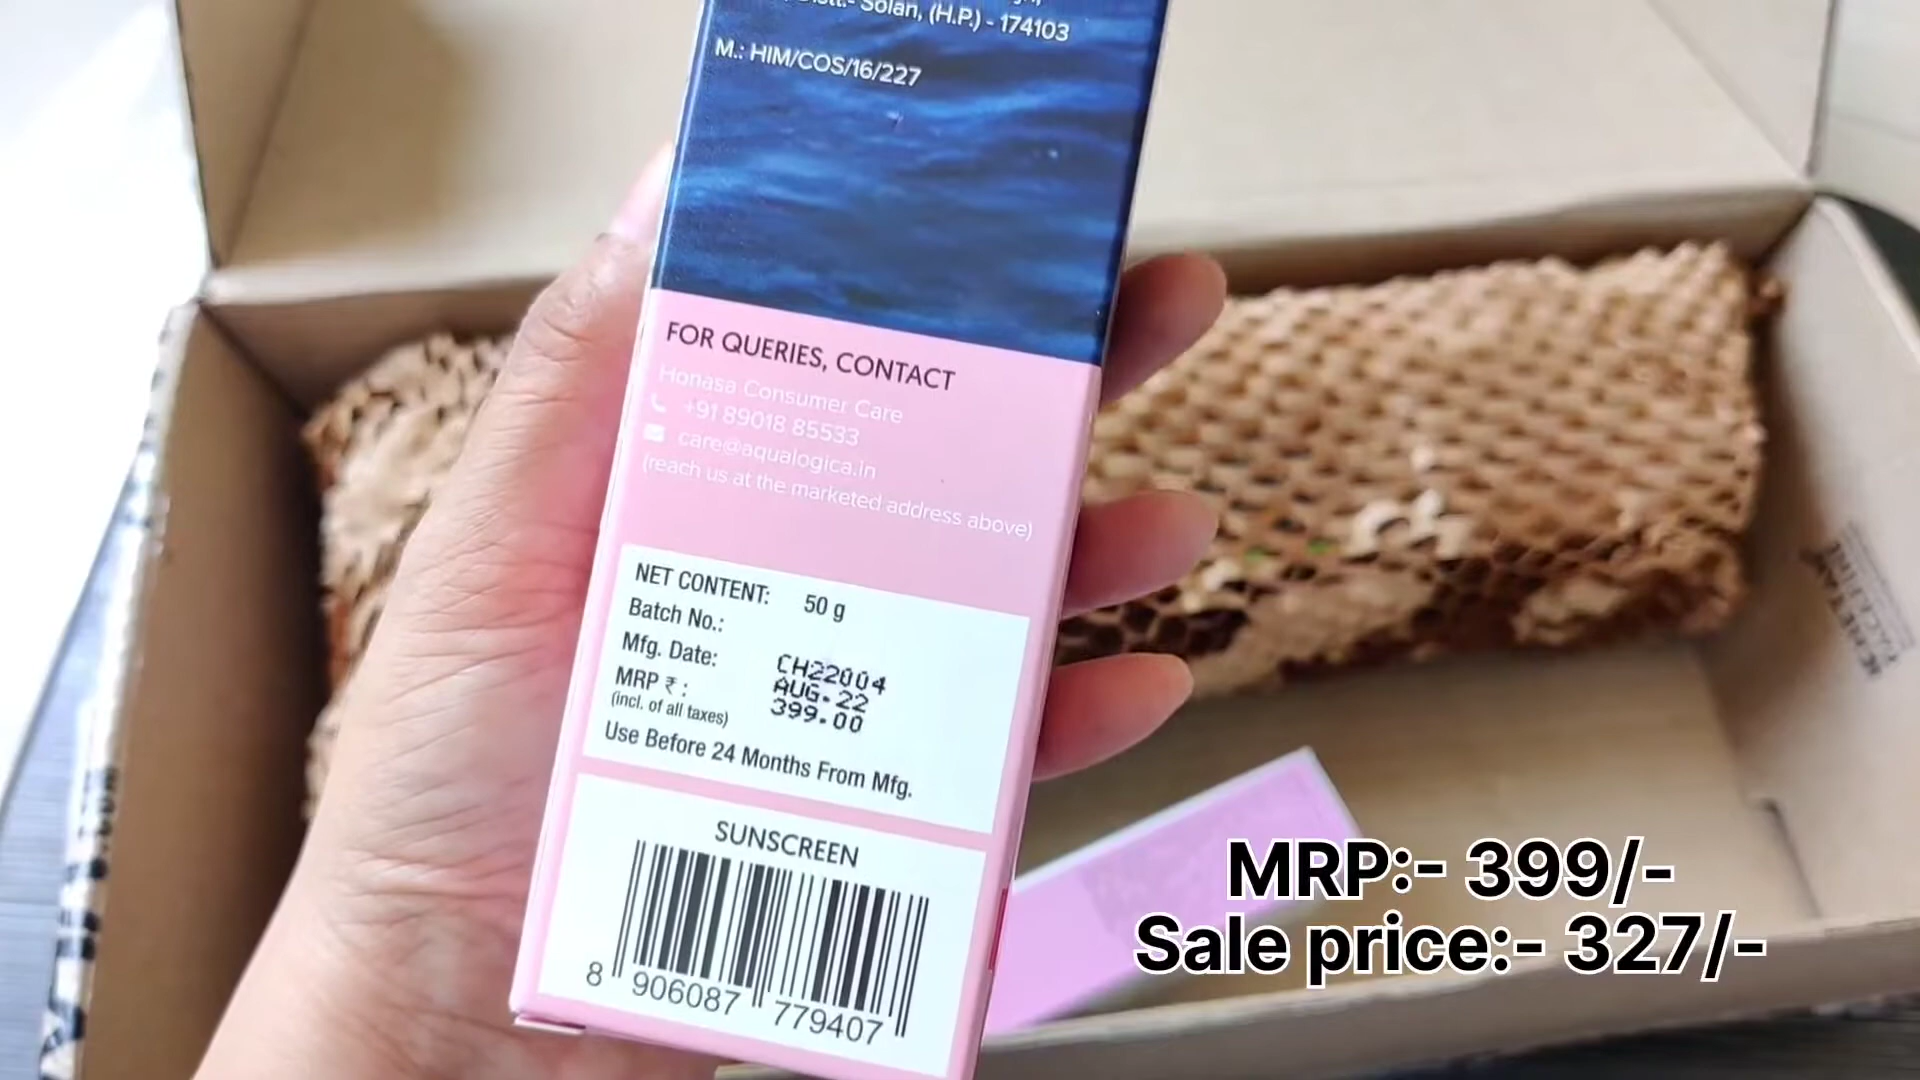 Distt.- Solan, (H.P.) - 174103
M.: HIM/COS/16/227
FOR QUERIES, CONTACT
Honasa Consumer Care
+91 89018 85533
care@aqualogica.in
(reach us at the marketed address above)
NET CONTENT: 50 g
Batch No.: CH22004
Mfg. Date: AUG.22
MRP ₹ : 399.00
(incl. of all taxes)
Use Before 24 Months From Mfg.
SUNSCREEN
8 906087 779407
MRP:- 399/-
Sale price:- 327/-